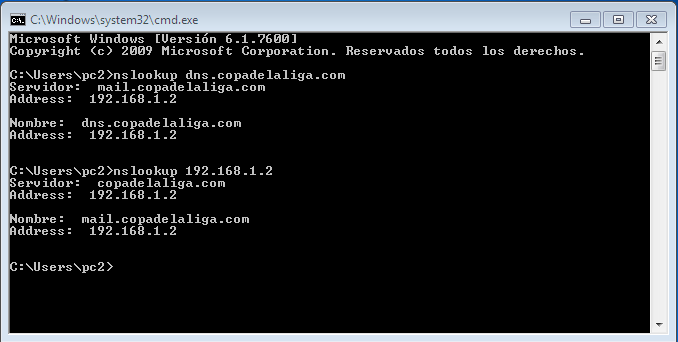 C:\Windows\system32\cmd.exe
Microsoft Windows [Versión 6.1.7600]
Copyright (c) 2009 Microsoft Corporation. Reservados todos los derechos.
C:\Users\pc2>nslookup dns.copadelaliga.com
Servidor:  mail.copadelaliga.com
Address:  192.168.1.2
Nombre:  dns.copadelaliga.com
Address:  192.168.1.2
C:\Users\pc2>nslookup 192.168.1.2
Servidor:  copadelaliga.com
Address:  192.168.1.2
Nombre:  mail.copadelaliga.com
Address:  192.168.1.2
C:\Users\pc2>